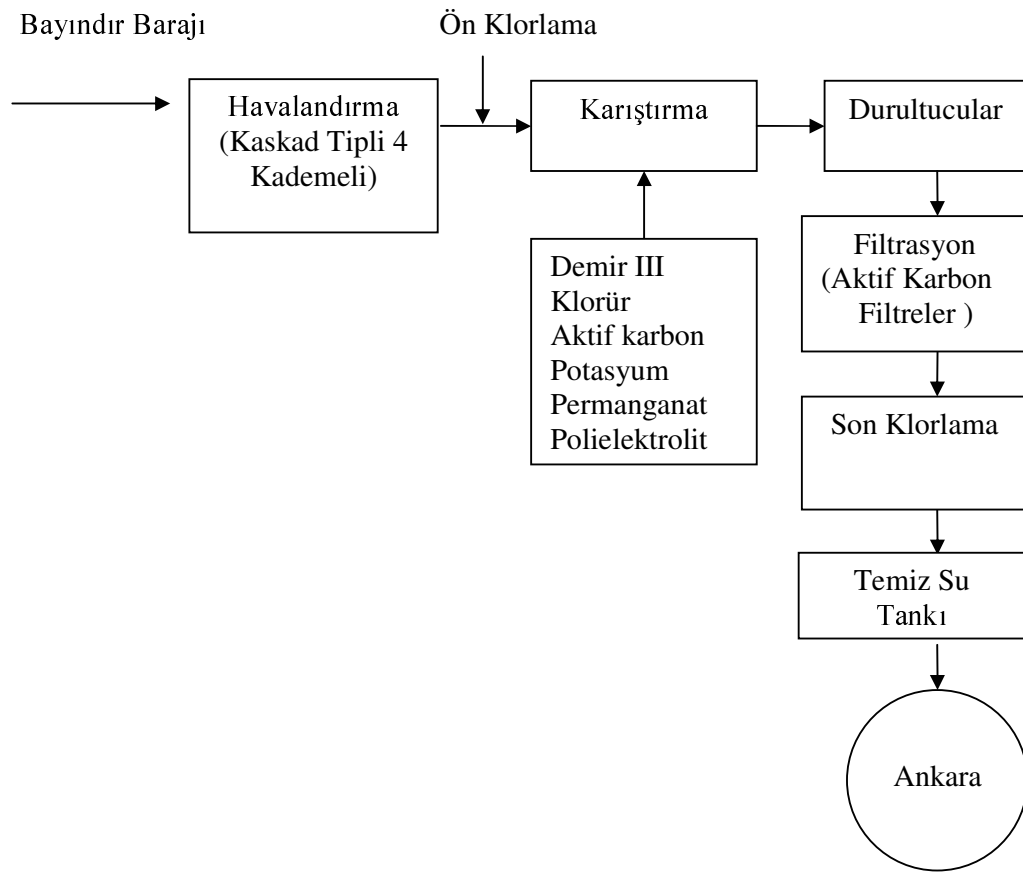 Bayındır Barajı
Ön Klorlama
Havalandırma
(Kaskad Tipli 4
Kademeli)
Karıştırma
Durultucular
Demir III
Klorür
Aktif karbon
Potasyum
Permanganat
Polielektrolit
Filtrasyon
(Aktif Karbon
Filtreler )
Son Klorlama
Temiz Su
Tankı
Ankara